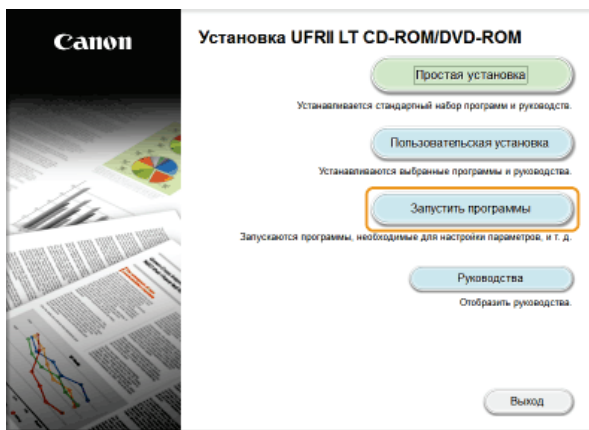 Canon
Установка UFRII LT CD-ROM/DVD-ROM
Простая установка
Устанавливается стандартный набор программ и руководств.
Пользовательская установка
Устанавливаются выбранные программы и руководства.
Запустить программы
Запускаются программы, необходимые для настройки параметров, и т. д.
Руководства
Отобразить руководства.
Выход